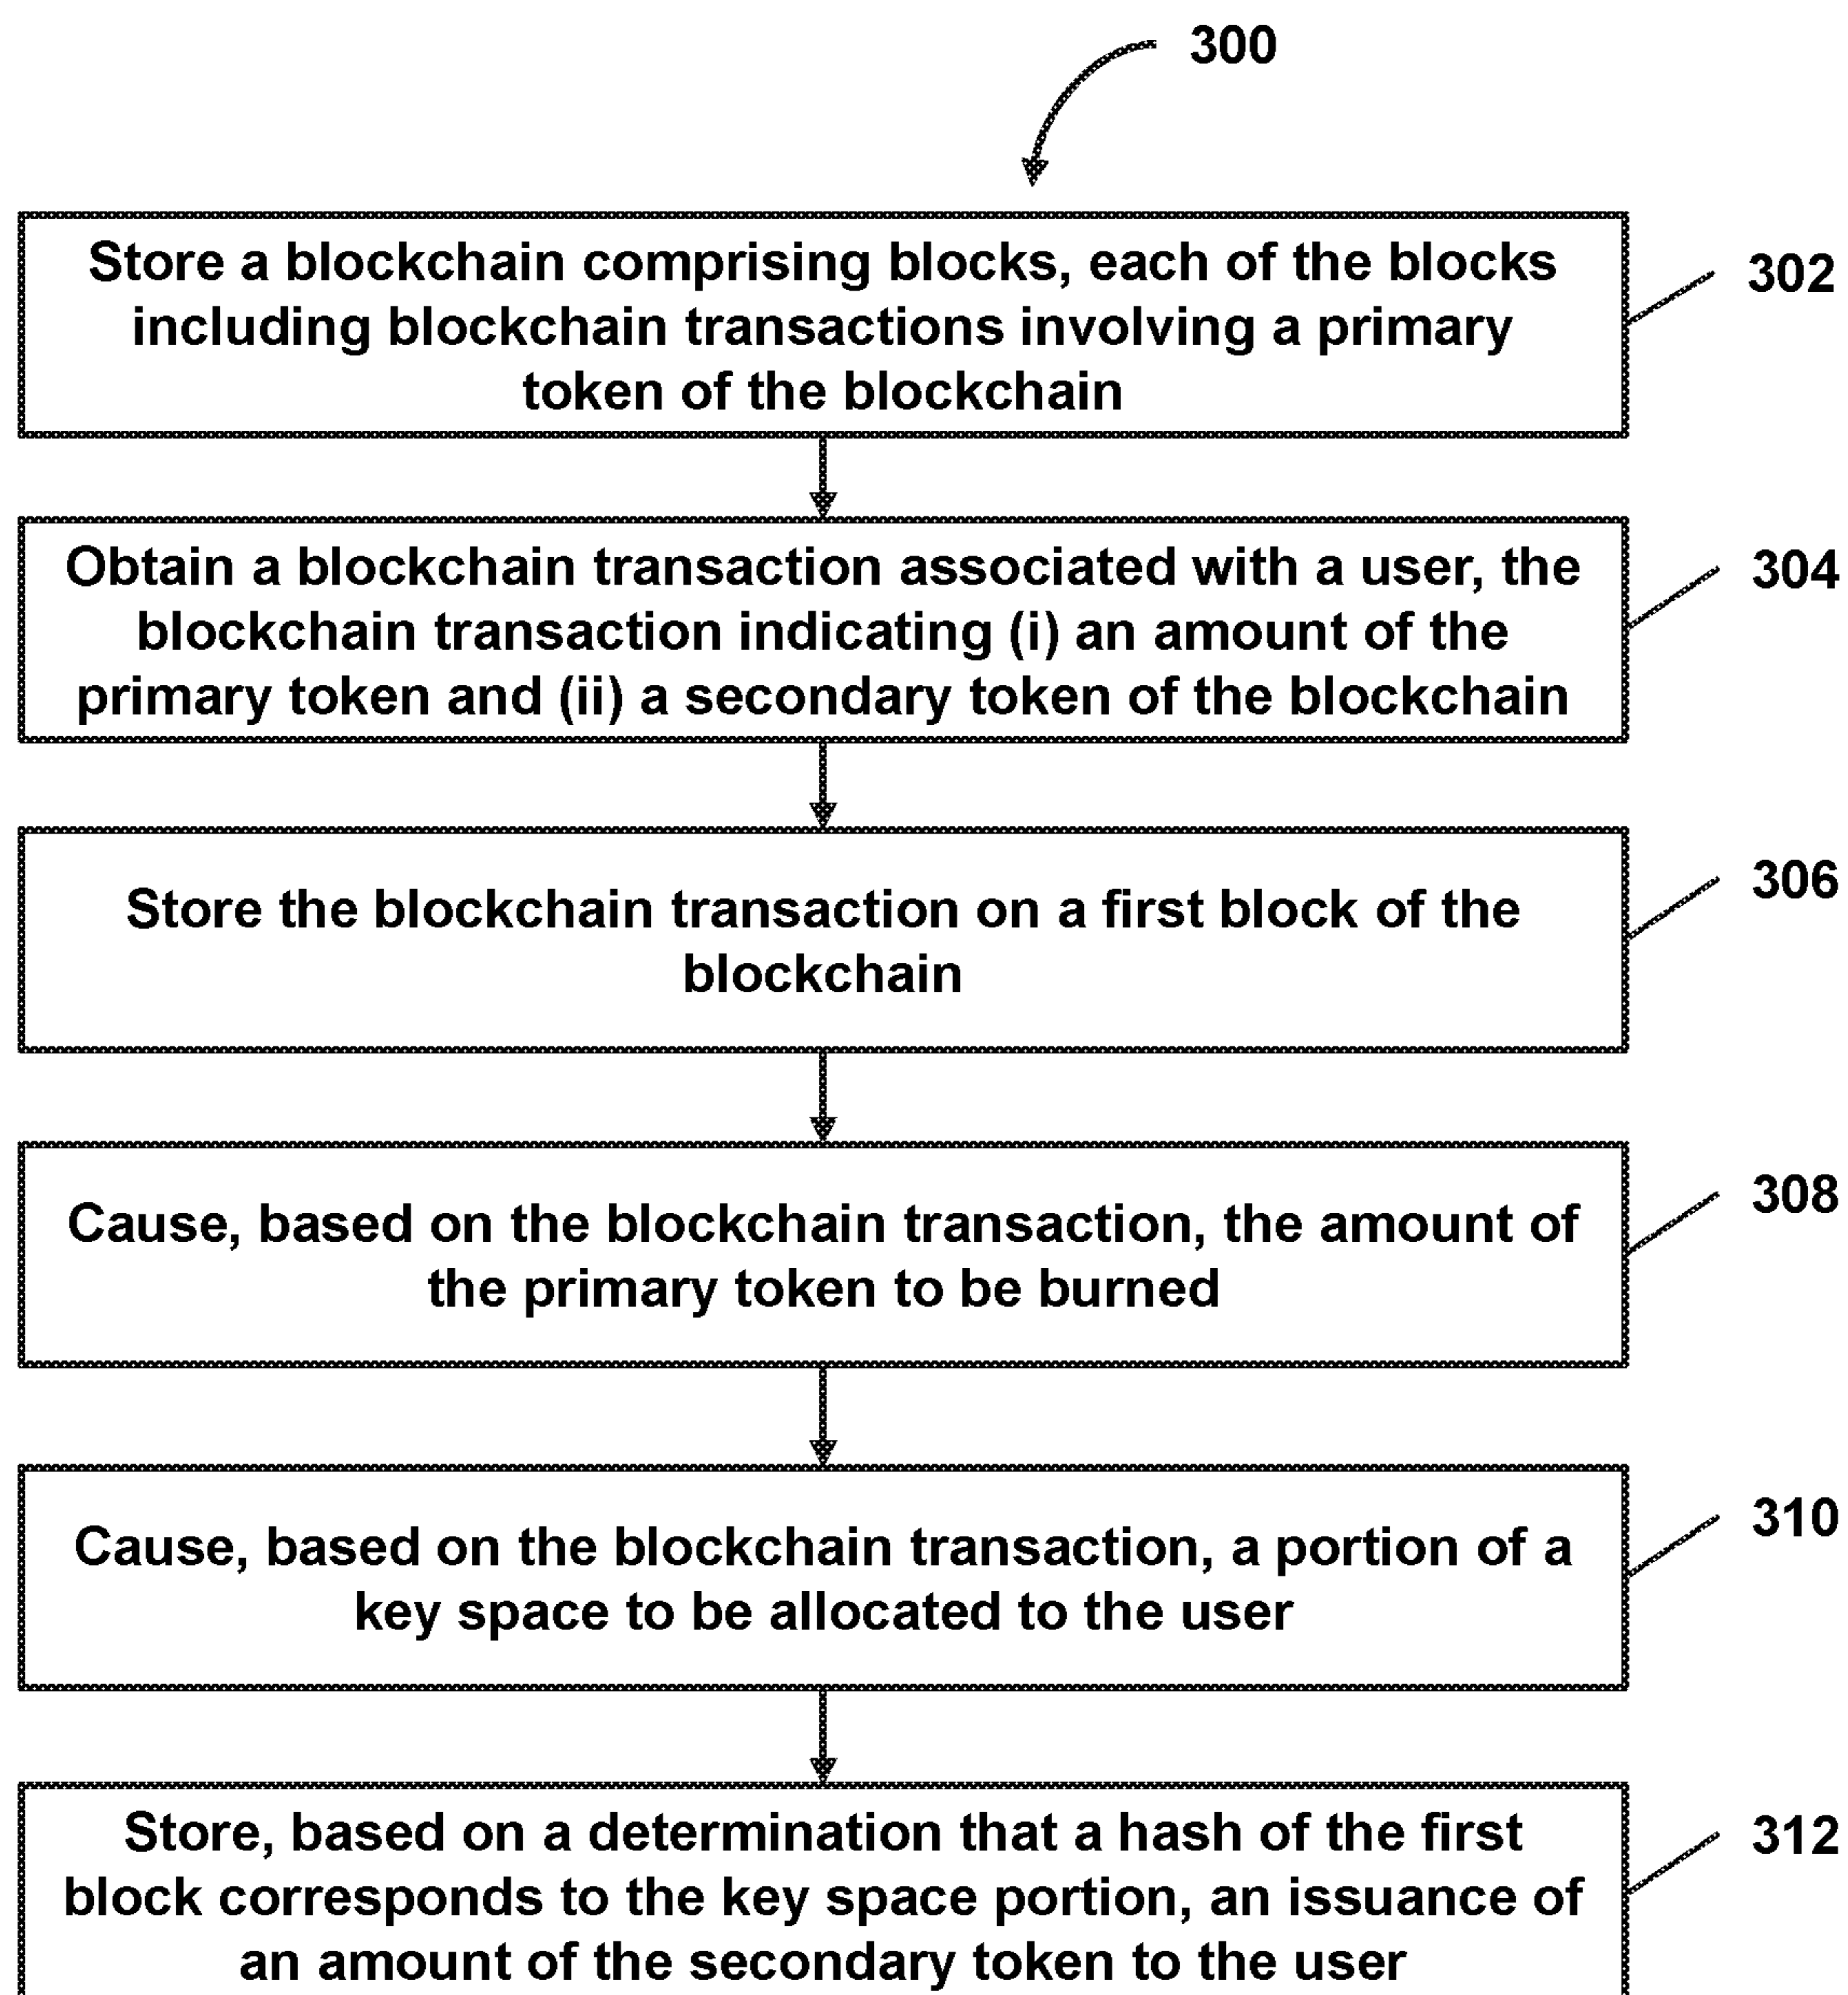 300
Store a blockchain comprising blocks, each of the blocks
including blockchain transactions involving a primary
token of the blockchain
302
Obtain a blockchain transaction associated with a user, the
blockchain transaction indicating (i) an amount of the
primary token and (ii) a secondary token of the blockchain
304
Store the blockchain transaction on a first block of the
blockchain
306
Cause, based on the blockchain transaction, the amount of
the primary token to be burned
308
Cause, based on the blockchain transaction, a portion of a
key space to be allocated to the user
310
Store, based on a determination that a hash of the first
block corresponds to the key space portion, an issuance of
an amount of the secondary token to the user
312